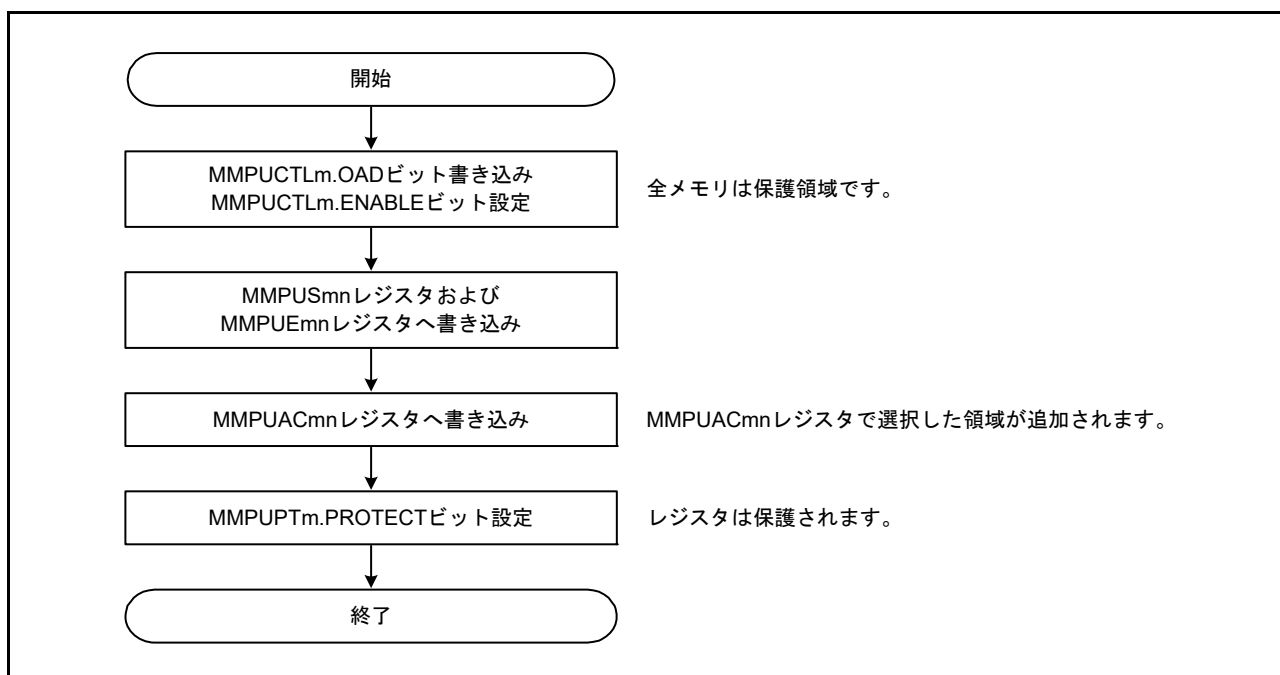 開始
MMPUCTLm.OADビット書き込み
MMPUCTLm.ENABLEビット設定
全メモリは保護領域です。
MMPUSmnレジスタおよび
MMPUEmnレジスタへ書き込み
MMPUACmnレジスタへ書き込み
MMPUACmnレジスタで選択した領域が追加されます。
MMPUPTm.PROTECTビット設定
レジスタは保護されます。
終了